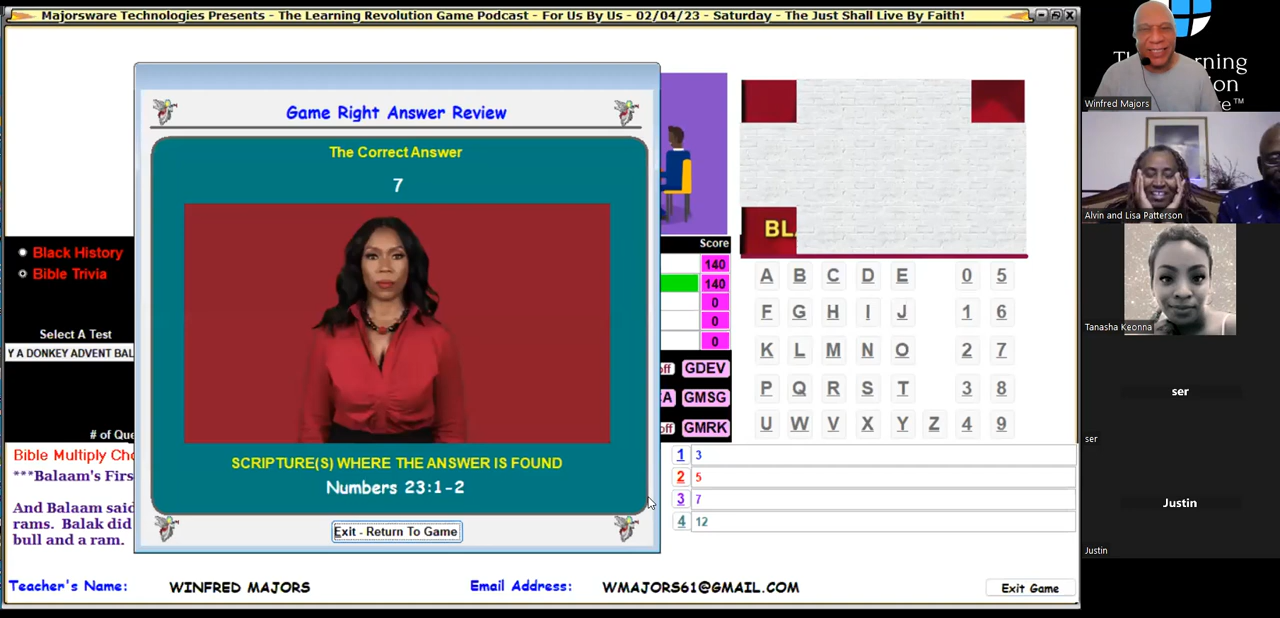 Majorsware Technologies Presents - The Learning Revolution Game Podcast - For Us By Us - 02/04/23 - Saturday - The Just Shall Live By Faith!
Game Right Answer Review
The Correct Answer
7
SCRIPTURE(S) WHERE THE ANSWER IS FOUND
Numbers 23:1-2
Exit - Return To Game
Black History
Bible Trivia
Select A Test
Y A DONKEY ADVENT BAL
# of Que
Bible Multiply Cho
***Balaam's Firs
And Balaam said
rams. Balak did
bull and a ram.
Score
140
140
0
0
0
off GDEV
A GMSG
off GMRK
BL
A B C D E 0 5
F G H I J 1 6
K L M N O 2 7
P Q R S T 3 8
U W V X Y Z 4 9
1 3
2 5
3 7
4 12
Teacher's Name: WINFRED MAJORS Email Address: WMAJORS61@GMAIL.COM Exit Game
rning
ion
e™
Winfred Majors
Alvin and Lisa Patterson
Tanasha Keonna
ser
ser
Justin
Justin